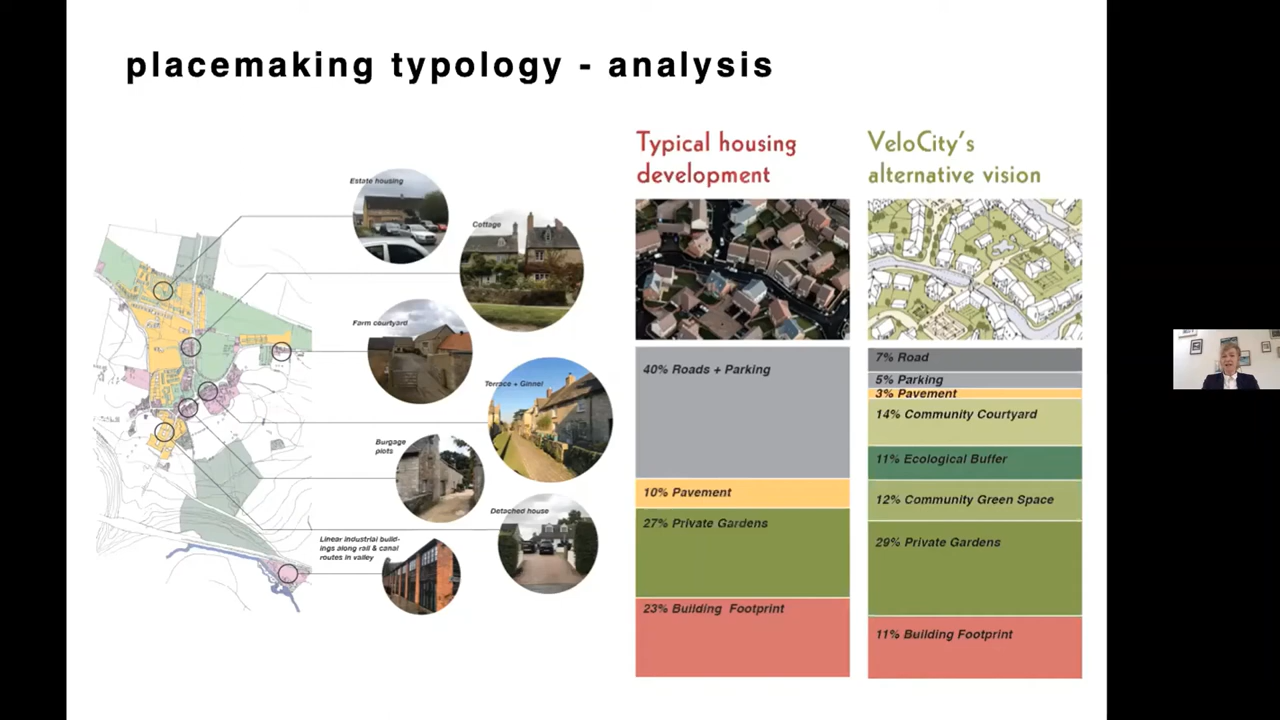 placemaking typology - analysis
Estate housing
Cottage
Farm courtyard
Terrace + Ginnel
Burgage
plots
Detached house
Linear industrial build-
ings along rail & canal
routes in valley
Typical housing
development
40% Roads + Parking
10% Pavement
27% Private Gardens
23% Building Footprint
VeloCity's
alternative vision
7% Road
5% Parking
3% Pavement
14% Community Courtyard
11% Ecological Buffer
12% Community Green Space
29% Private Gardens
11% Building Footprint